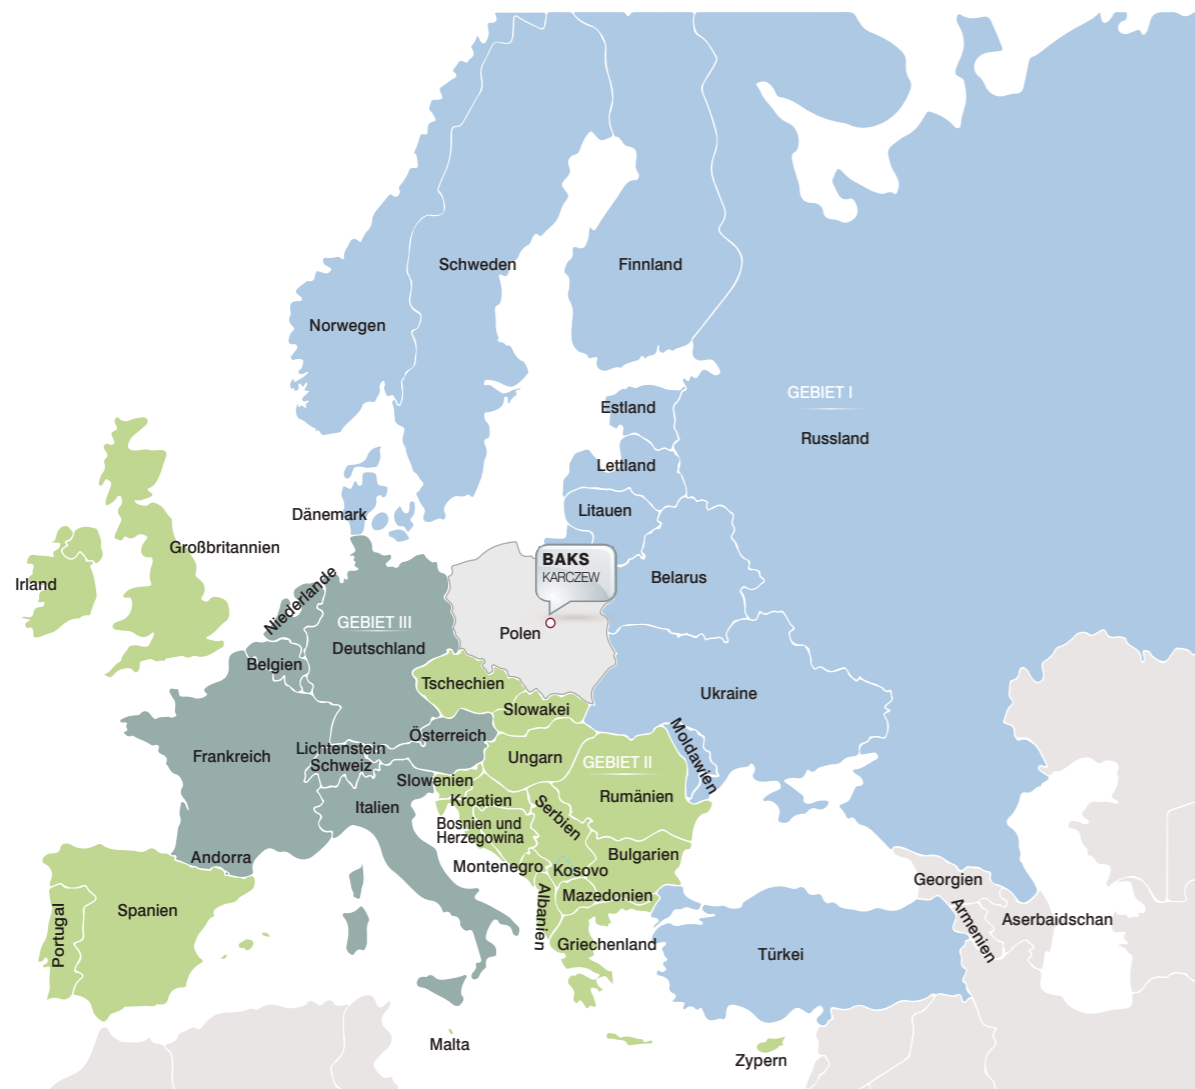 Schweden
Finnland
Norwegen
GEBIET I
Estland
Russland
Lettland
Litauen
Dänemark
Großbritannien
BAKS
KARCZEW
Belarus
Irland
Niederlande
GEBIET III
Polen
Deutschland
Belgien
Tschechien
Ukraine
Slowakei
Österreich
Moldawien
Frankreich
Lichtenstein
Schweiz
Ungarn
GEBIET II
Slowenien
Rumänien
Kroatien
Italien
Serbien
Bosnien und
Herzegowina
Andorra
Bulgarien
Montenegro
Kosovo
Georgien
Mazedonien
Albanien
Spanien
Portugal
Armenien
Aserbaidschan
Griechenland
Türkei
Malta
Zypern